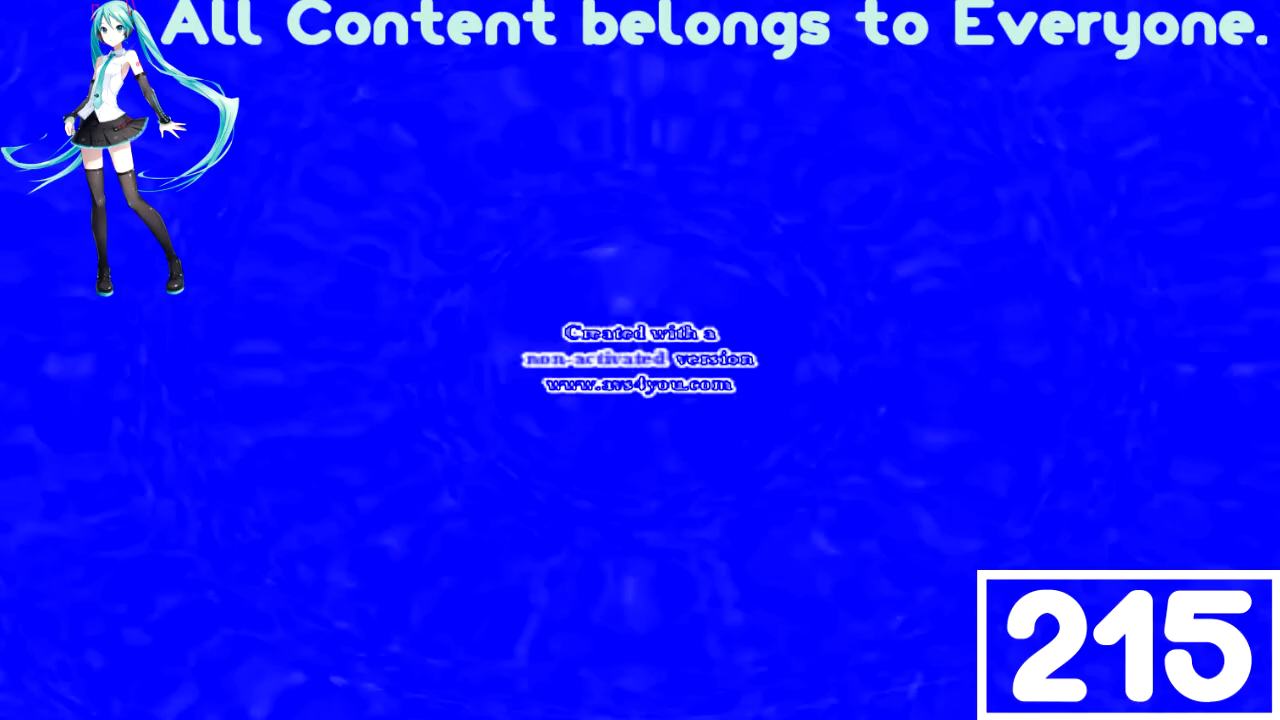 All Content belongs to Everyone.
Created with a
non-activated version
www.avs4you.com
215